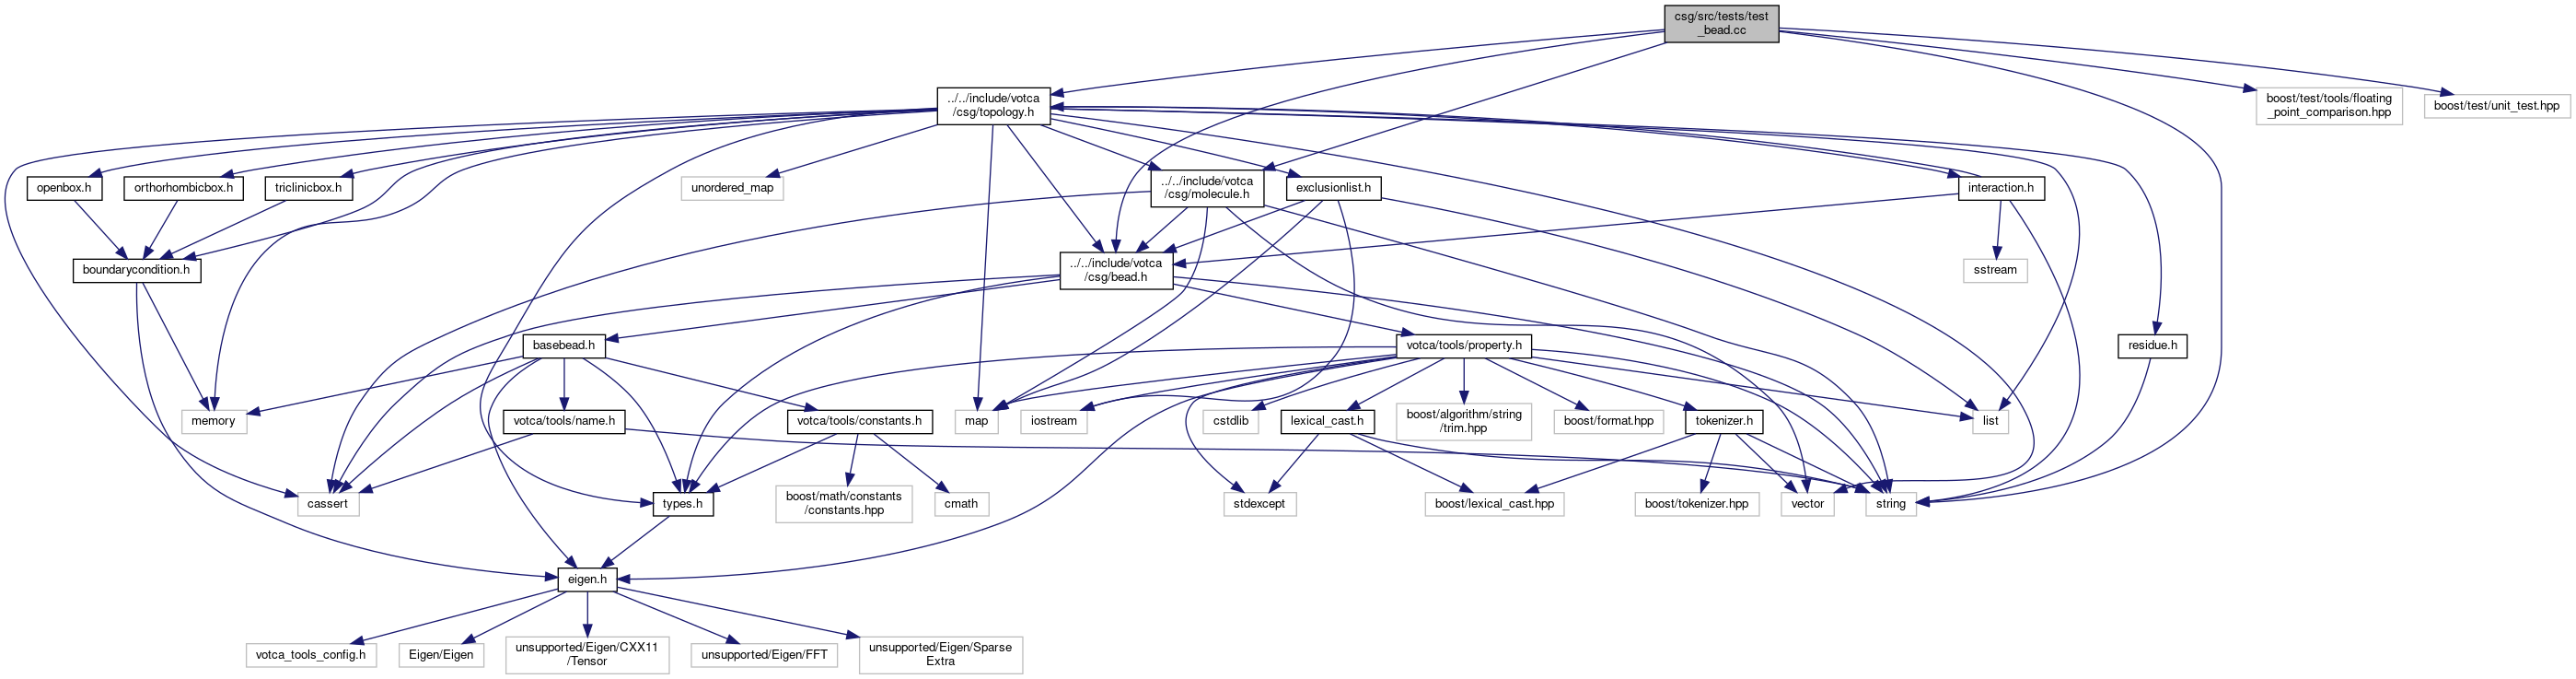 csg/src/tests/test
_bead.cc
../../include/votca
/csg/topology.h
boost/test/tools/floating
_point_comparison.hpp
boost/test/unit_test.hpp
openbox.h
orthorhombicbox.h
triclinicbox.h
unordered_map
../../include/votca
/csg/molecule.h
exclusionlist.h
interaction.h
boundarycondition.h
../../include/votca
/csg/bead.h
sstream
basebead.h
votca/tools/property.h
residue.h
memory
votca/tools/name.h
votca/tools/constants.h
map
iostream
cstdlib
lexical_cast.h
boost/algorithm/string
/trim.hpp
boost/format.hpp
tokenizer.h
list
cassert
types.h
boost/math/constants
/constants.hpp
cmath
stdexcept
boost/lexical_cast.hpp
boost/tokenizer.hpp
vector
string
eigen.h
votca_tools_config.h
Eigen/Eigen
unsupported/Eigen/CXX11
/Tensor
unsupported/Eigen/FFT
unsupported/Eigen/Sparse
Extra